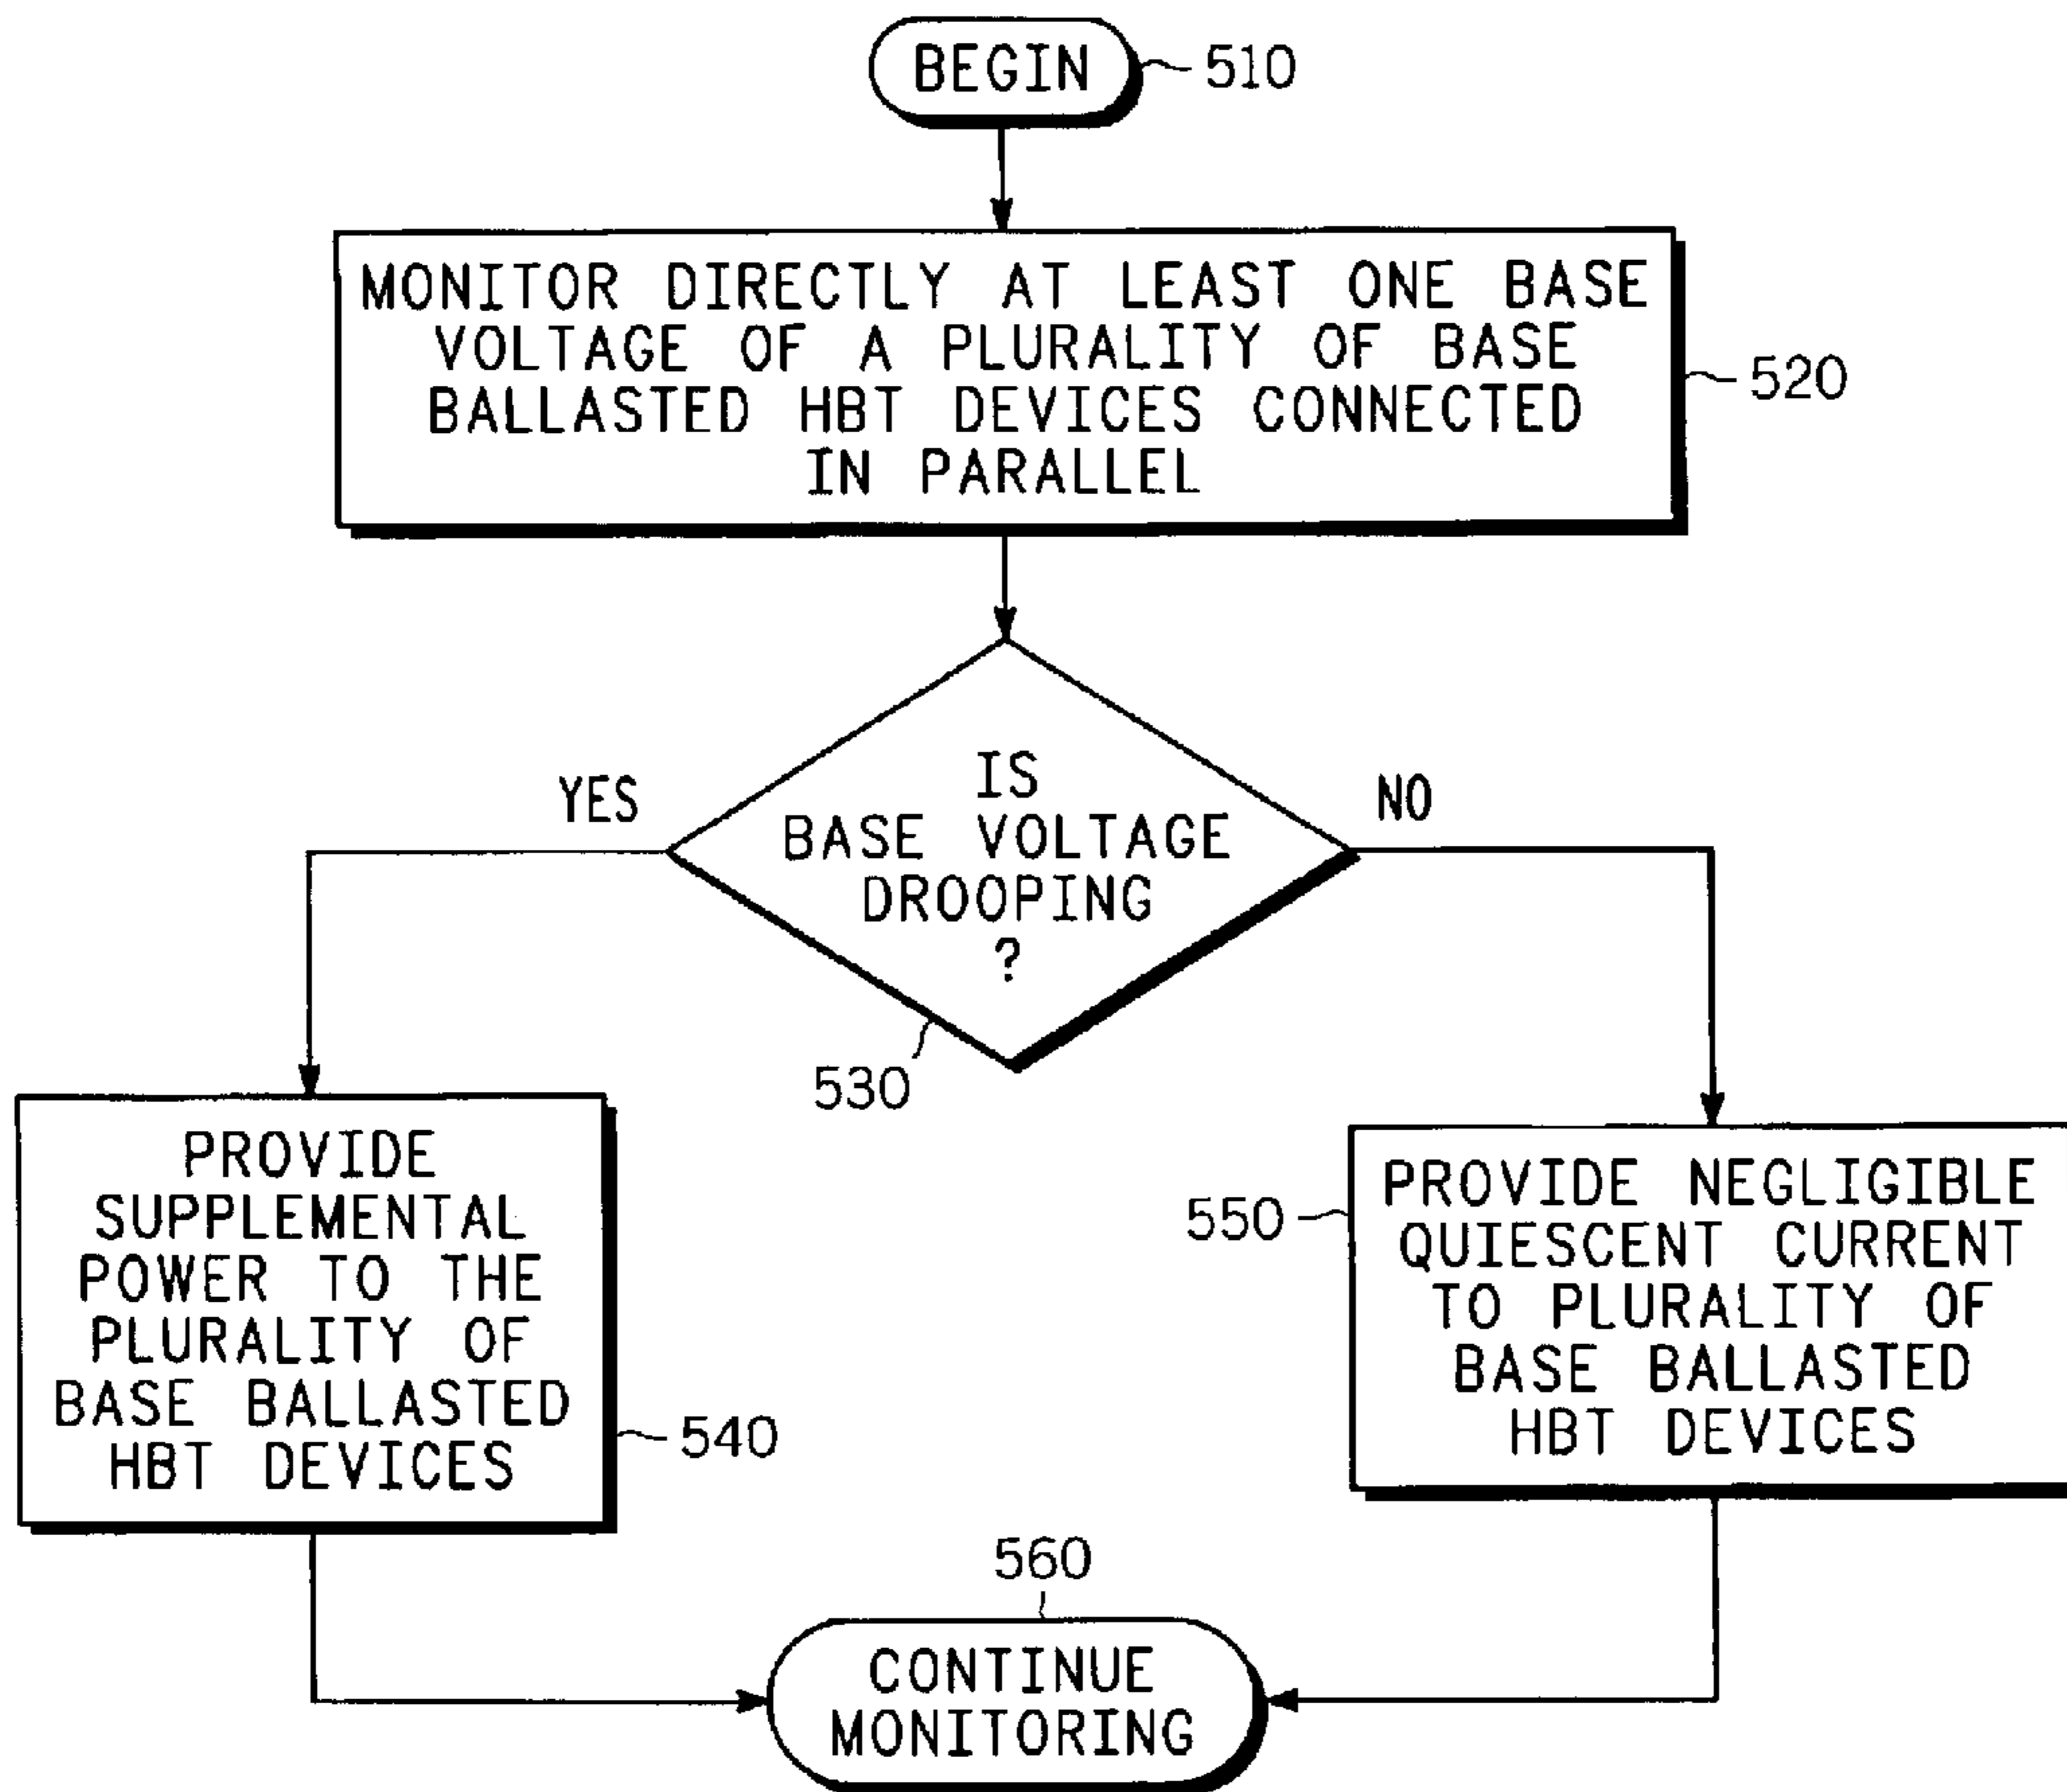 BEGIN
510
MONITOR DIRECTLY AT LEAST ONE BASE
VOLTAGE OF A PLURALITY OF BASE
BALLASTED HBT DEVICES CONNECTED
IN PARALLEL
520
IS
BASE VOLTAGE
DROOPING
?
YES
NO
530
PROVIDE
SUPPLEMENTAL
POWER TO THE
PLURALITY OF
BASE BALLASTED
HBT DEVICES
540
550
PROVIDE NEGLIGIBLE
QUIESCENT CURRENT
TO PLURALITY OF
BASE BALLASTED
HBT DEVICES
560
CONTINUE
MONITORING